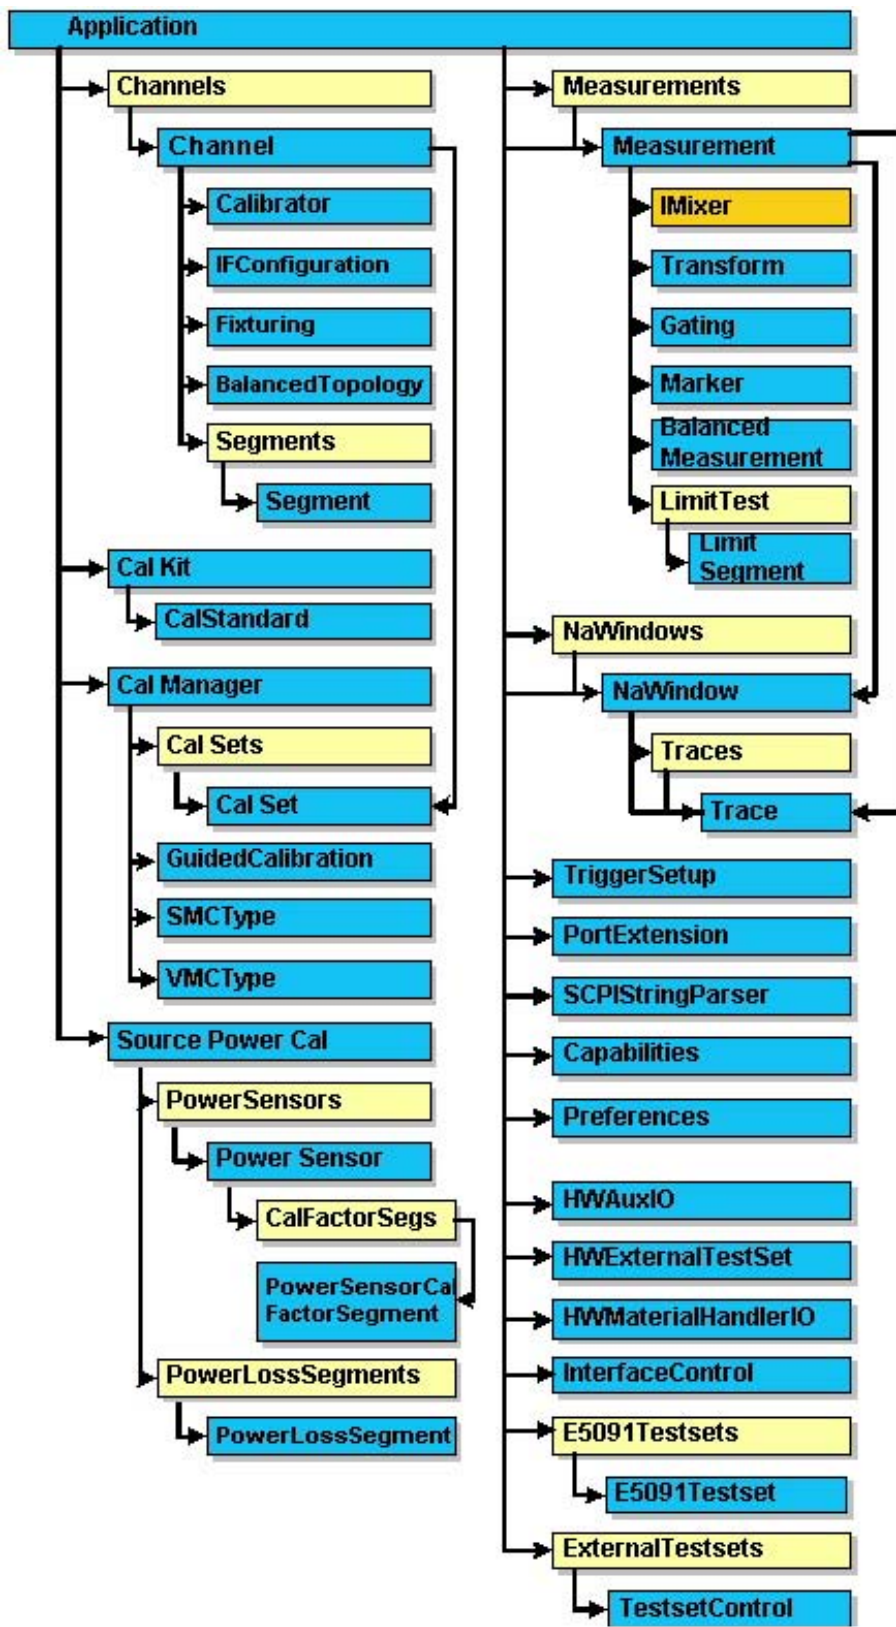 Application
Channels
Channel
Calibrator
IFConfiguration
Fixturing
BalancedTopology
Segments
Segment
Cal Kit
CalStandard
Cal Manager
Cal Sets
Cal Set
GuidedCalibration
SMCType
VMCType
Source Power Cal
PowerSensors
Power Sensor
CalFactorSegs
PowerSensorCal
FactorSegment
PowerLossSegments
PowerLossSegment
Measurements
Measurement
IMixer
Transform
Gating
Marker
Balanced
Measurement
LimitTest
Limit
Segment
NaWindows
NaWindow
Traces
Trace
TriggerSetup
PortExtension
SCPIStringParser
Capabilities
Preferences
HWAuxIO
HWExternalTestSet
HWMaterialHandlerIO
InterfaceControl
E5091Testsets
E5091Testset
ExternalTestsets
TestsetControl